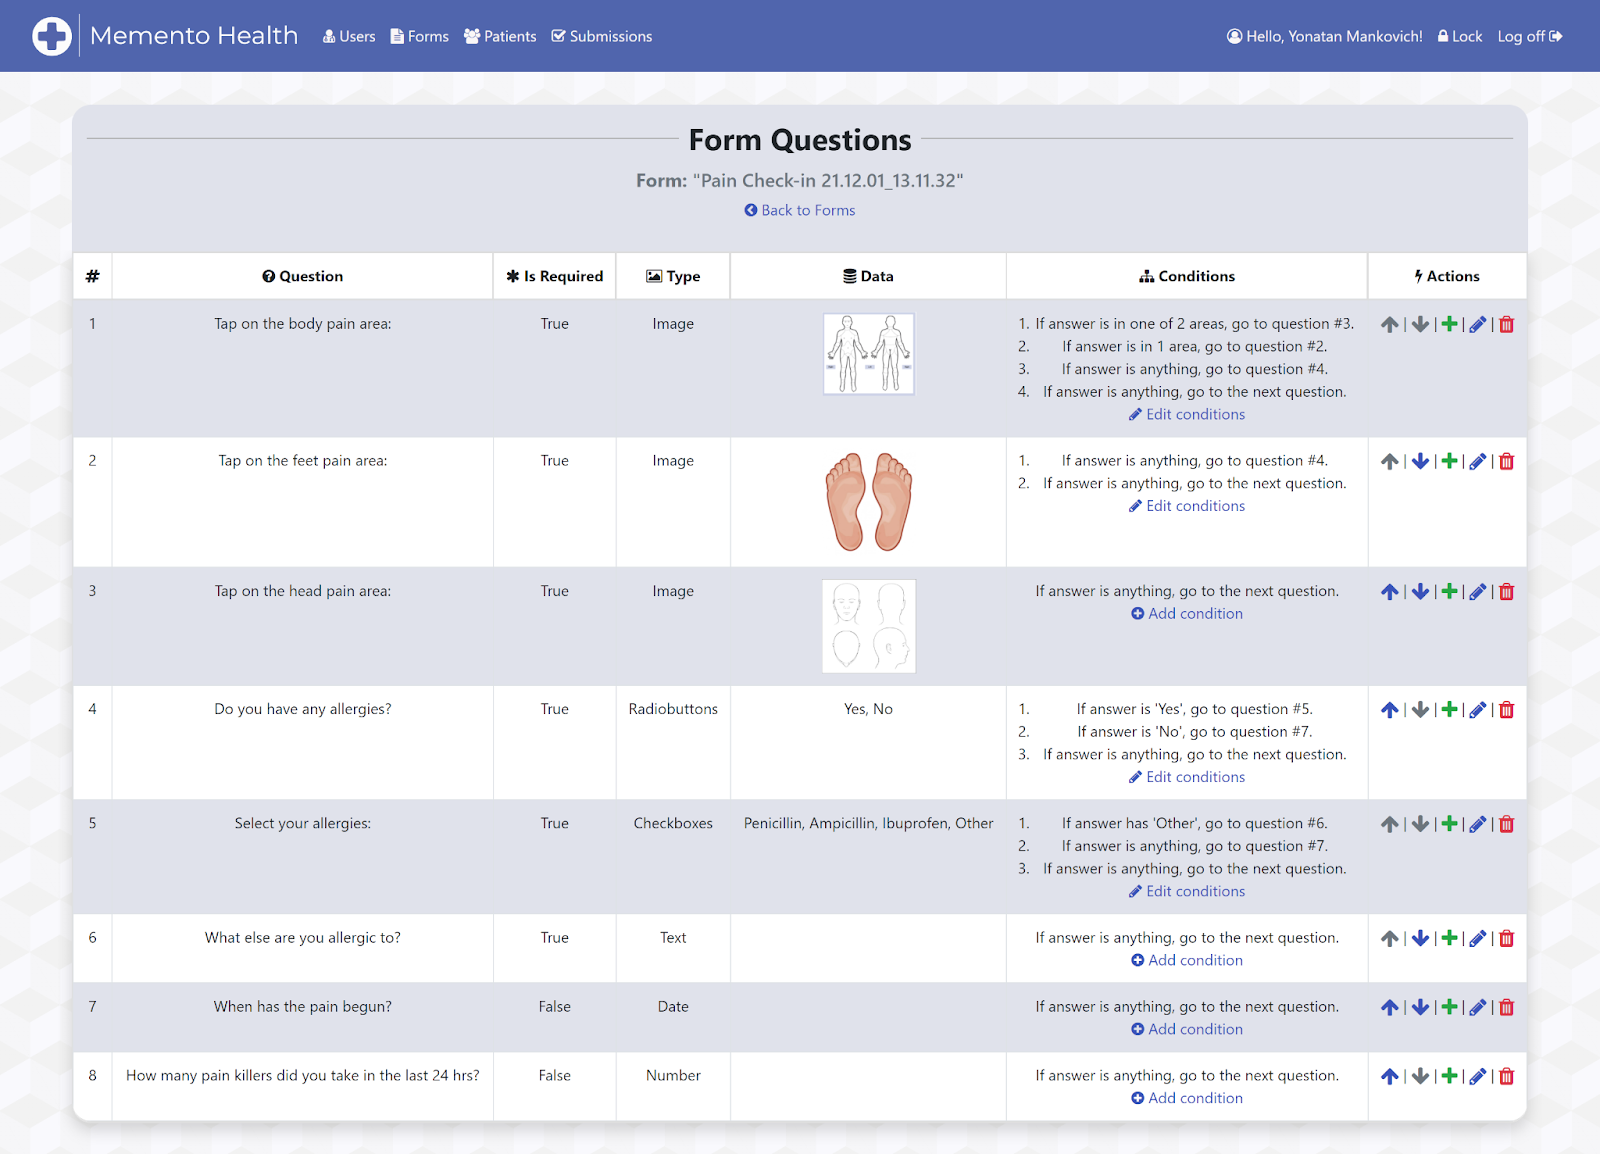 Memento Health Users Forms Patients Submissions Hello, Yonatan Mankovich! Lock Log off
Form Questions
Form: "Pain Check-in 21.12.01_13.11.32"
Back to Forms
# Question Is Required Type Data Conditions Actions
1 Tap on the body pain area: True Image 1. If answer is in one of 2 areas, go to question #3.
2. If answer is in 1 area, go to question #2.
3. If answer is anything, go to question #4.
4. If answer is anything, go to the next question.
Edit conditions
2 Tap on the feet pain area: True Image 1. If answer is anything, go to question #4.
2. If answer is anything, go to the next question.
Edit conditions
3 Tap on the head pain area: True Image If answer is anything, go to the next question.
Add condition
4 Do you have any allergies? True Radiobuttons Yes, No 1. If answer is 'Yes', go to question #5.
2. If answer is 'No', go to question #7.
3. If answer is anything, go to the next question.
Edit conditions
5 Select your allergies: True Checkboxes Penicillin, Ampicillin, Ibuprofen, Other 1. If answer has 'Other', go to question #6.
2. If answer is anything, go to question #7.
3. If answer is anything, go to the next question.
Edit conditions
6 What else are you allergic to? True Text If answer is anything, go to the next question.
Add condition
7 When has the pain begun? False Date If answer is anything, go to the next question.
Add condition
8 How many pain killers did you take in the last 24 hrs? False Number If answer is anything, go to the next question.
Add condition